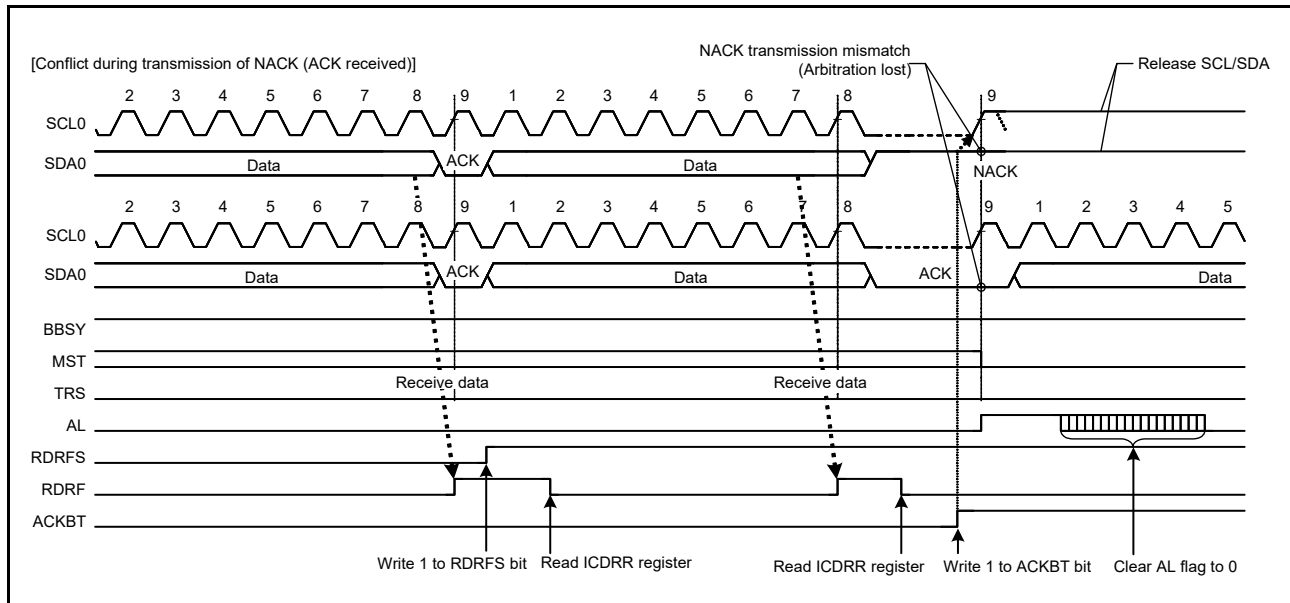 NACK transmission mismatch
(Arbitration lost)
Release SCL/SDA
[Conflict during transmission of NACK (ACK received)]
2 3 4 5 6 7 8 9 1 2 3 4 5 6 7 8 9
SCL0
SDA0 Data ACK Data NACK
2 3 4 5 6 7 8 9 1 2 3 4 5 6 7 8 9 1 2 3 4 5
SCL0
SDA0 Data ACK Data ACK Data
BBSY
MST
Receive data Receive data
TRS
AL
RDRFS
RDRF
ACKBT
Write 1 to RDRFS bit Read ICDRR register Read ICDRR register Write 1 to ACKBT bit Clear AL flag to 0